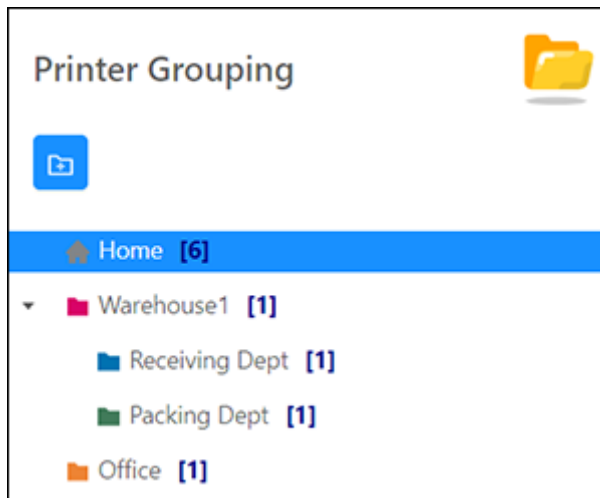 Printer Grouping
Home [6]
Warehouse1 [1]
Receiving Dept [1]
Packing Dept [1]
Office [1]